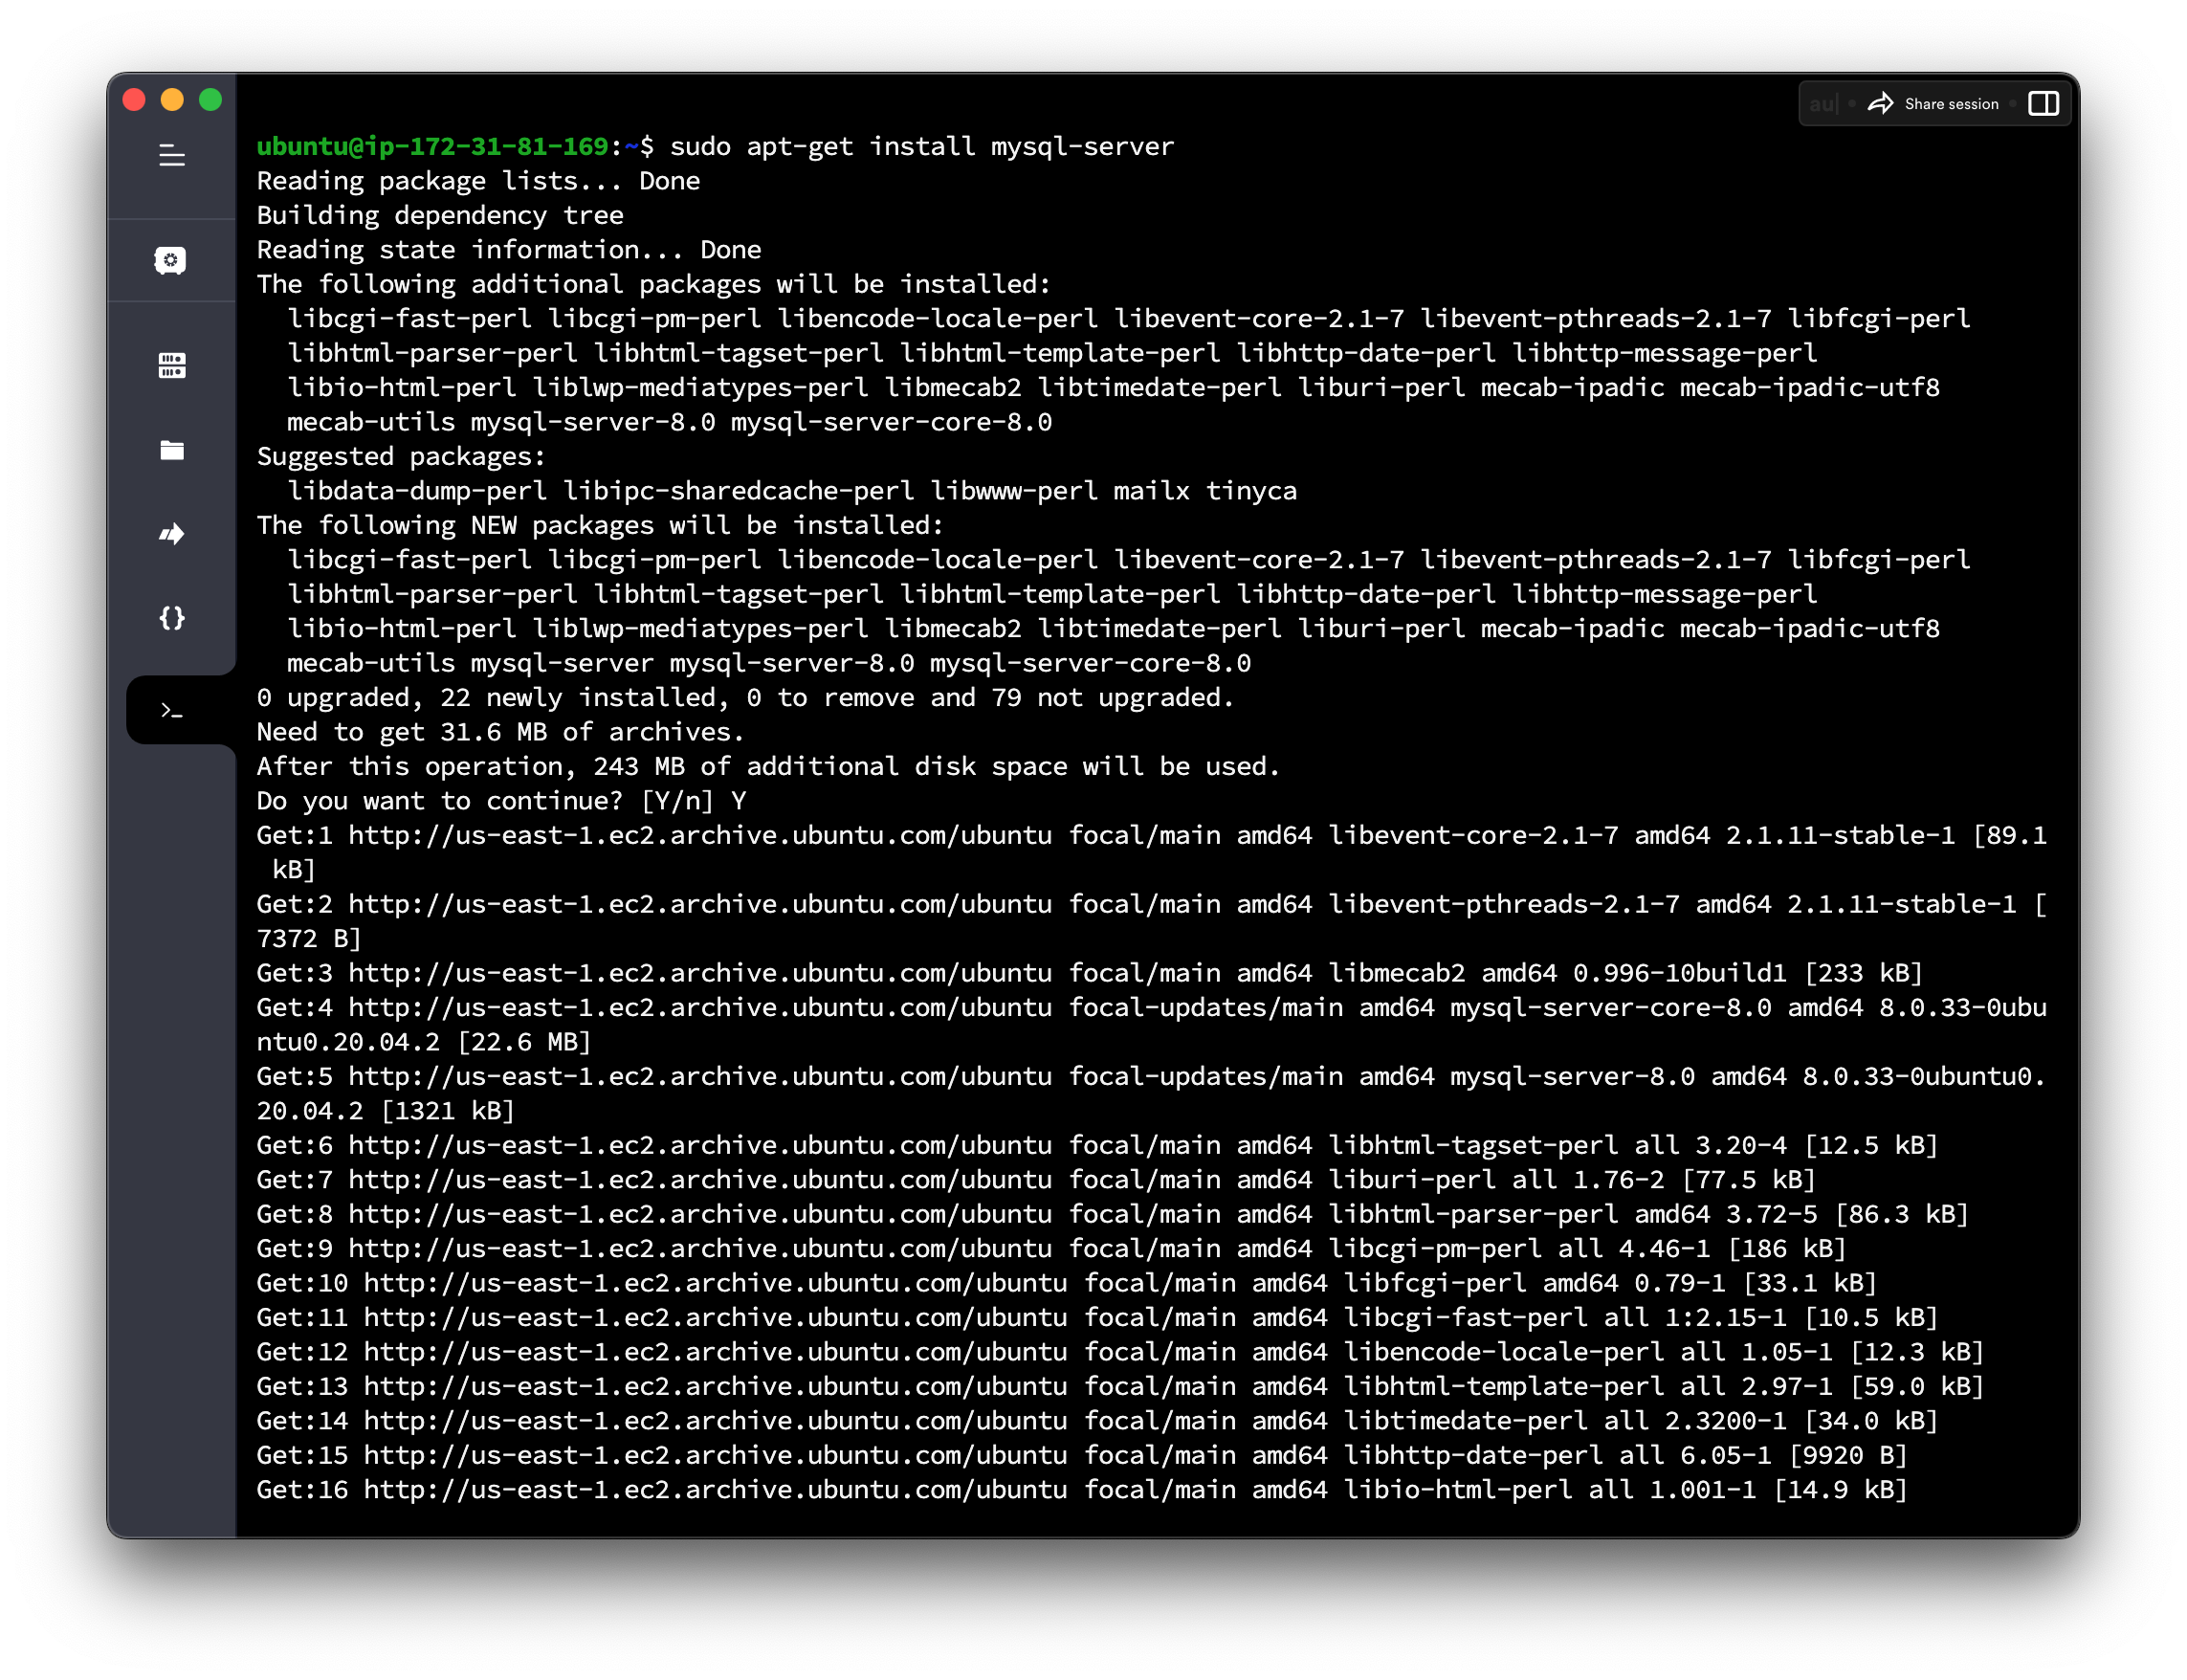 au|
Share session
ubuntu@ip-172-31-81-169:~$ sudo apt-get install mysql-server
Reading package lists... Done
Building dependency tree
Reading state information... Done
The following additional packages will be installed:
  libcgi-fast-perl libcgi-pm-perl libencode-locale-perl libevent-core-2.1-7 libevent-pthreads-2.1-7 libfcgi-perl
  libhtml-parser-perl libhtml-tagset-perl libhtml-template-perl libhttp-date-perl libhttp-message-perl
  libio-html-perl liblwp-mediatypes-perl libmecab2 libtimedate-perl liburi-perl mecab-ipadic mecab-ipadic-utf8
  mecab-utils mysql-server-8.0 mysql-server-core-8.0
Suggested packages:
  libdata-dump-perl libipc-sharedcache-perl libwww-perl mailx tinyca
The following NEW packages will be installed:
  libcgi-fast-perl libcgi-pm-perl libencode-locale-perl libevent-core-2.1-7 libevent-pthreads-2.1-7 libfcgi-perl
  libhtml-parser-perl libhtml-tagset-perl libhtml-template-perl libhttp-date-perl libhttp-message-perl
  libio-html-perl liblwp-mediatypes-perl libmecab2 libtimedate-perl liburi-perl mecab-ipadic mecab-ipadic-utf8
  mecab-utils mysql-server mysql-server-8.0 mysql-server-core-8.0
0 upgraded, 22 newly installed, 0 to remove and 79 not upgraded.
Need to get 31.6 MB of archives.
After this operation, 243 MB of additional disk space will be used.
Do you want to continue? [Y/n] Y
Get:1 http://us-east-1.ec2.archive.ubuntu.com/ubuntu focal/main amd64 libevent-core-2.1-7 amd64 2.1.11-stable-1 [89.1
 kB]
Get:2 http://us-east-1.ec2.archive.ubuntu.com/ubuntu focal/main amd64 libevent-pthreads-2.1-7 amd64 2.1.11-stable-1 [
7372 B]
Get:3 http://us-east-1.ec2.archive.ubuntu.com/ubuntu focal/main amd64 libmecab2 amd64 0.996-10build1 [233 kB]
Get:4 http://us-east-1.ec2.archive.ubuntu.com/ubuntu focal-updates/main amd64 mysql-server-core-8.0 amd64 8.0.33-0ubu
ntu0.20.04.2 [22.6 MB]
Get:5 http://us-east-1.ec2.archive.ubuntu.com/ubuntu focal-updates/main amd64 mysql-server-8.0 amd64 8.0.33-0ubuntu0.
20.04.2 [1321 kB]
Get:6 http://us-east-1.ec2.archive.ubuntu.com/ubuntu focal/main amd64 libhtml-tagset-perl all 3.20-4 [12.5 kB]
Get:7 http://us-east-1.ec2.archive.ubuntu.com/ubuntu focal/main amd64 liburi-perl all 1.76-2 [77.5 kB]
Get:8 http://us-east-1.ec2.archive.ubuntu.com/ubuntu focal/main amd64 libhtml-parser-perl amd64 3.72-5 [86.3 kB]
Get:9 http://us-east-1.ec2.archive.ubuntu.com/ubuntu focal/main amd64 libcgi-pm-perl all 4.46-1 [186 kB]
Get:10 http://us-east-1.ec2.archive.ubuntu.com/ubuntu focal/main amd64 libfcgi-perl amd64 0.79-1 [33.1 kB]
Get:11 http://us-east-1.ec2.archive.ubuntu.com/ubuntu focal/main amd64 libcgi-fast-perl all 1:2.15-1 [10.5 kB]
Get:12 http://us-east-1.ec2.archive.ubuntu.com/ubuntu focal/main amd64 libencode-locale-perl all 1.05-1 [12.3 kB]
Get:13 http://us-east-1.ec2.archive.ubuntu.com/ubuntu focal/main amd64 libhtml-template-perl all 2.97-1 [59.0 kB]
Get:14 http://us-east-1.ec2.archive.ubuntu.com/ubuntu focal/main amd64 libtimedate-perl all 2.3200-1 [34.0 kB]
Get:15 http://us-east-1.ec2.archive.ubuntu.com/ubuntu focal/main amd64 libhttp-date-perl all 6.05-1 [9920 B]
Get:16 http://us-east-1.ec2.archive.ubuntu.com/ubuntu focal/main amd64 libio-html-perl all 1.001-1 [14.9 kB]